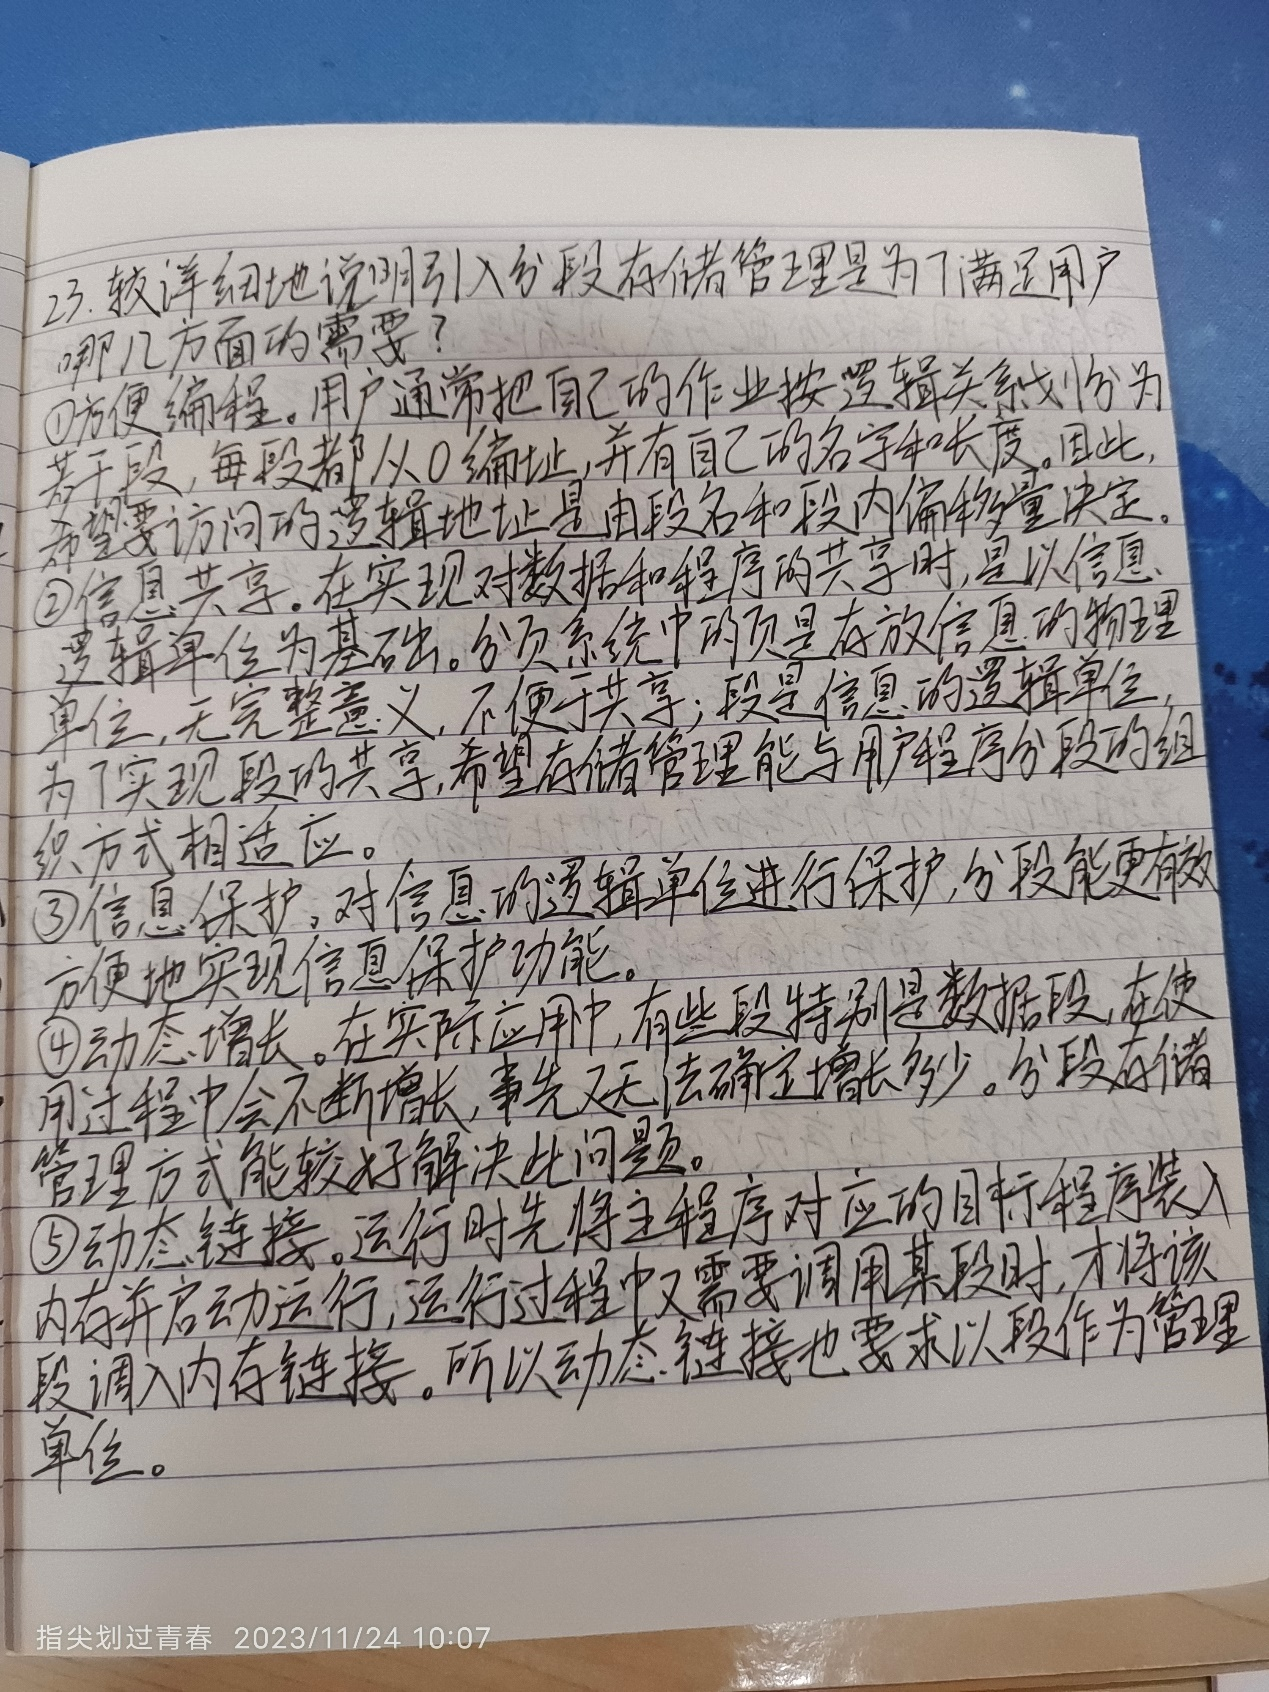 23.较洋细地说明引入分段存储管理是为了满足用户
哪几方面的需要?
①方便编程。用户通常把自己的作业按逻辑关系划分为
若干段,每段都从0编址,并有自己的名字和长度。因此,
希望要访问的逻辑地址是由段名和段内偏移量决定。
②信息共享。在实现对数据和程序的共享时,是以信息
逻辑单位为基础。分页系统中的页是存放信息的物理
单位,无完整意义,不便于共享;段是信息的逻辑单位,
为了实现段的共享,希望存储管理能与用户程序分段的组
织方式相适应。
③信息保护。对信息的逻辑单位进行保护,分段能更有效
方便地实现信息保护功能。
④动态增长。在实际应用中,有些段特别是数据段,在使
用过程中会不断增长,事先又无法确定增长多少。分段存储
管理方式能较好解决此问题。
⑤动态链接。运行时先将主程序对应的目标程序装入
内存并启动运行,运行过程中又需要调用某段时,才将该
段调入内存链接。所以动态链接也要求以段作为管理
单位。
指尖划过青春 2023/11/24 10:07